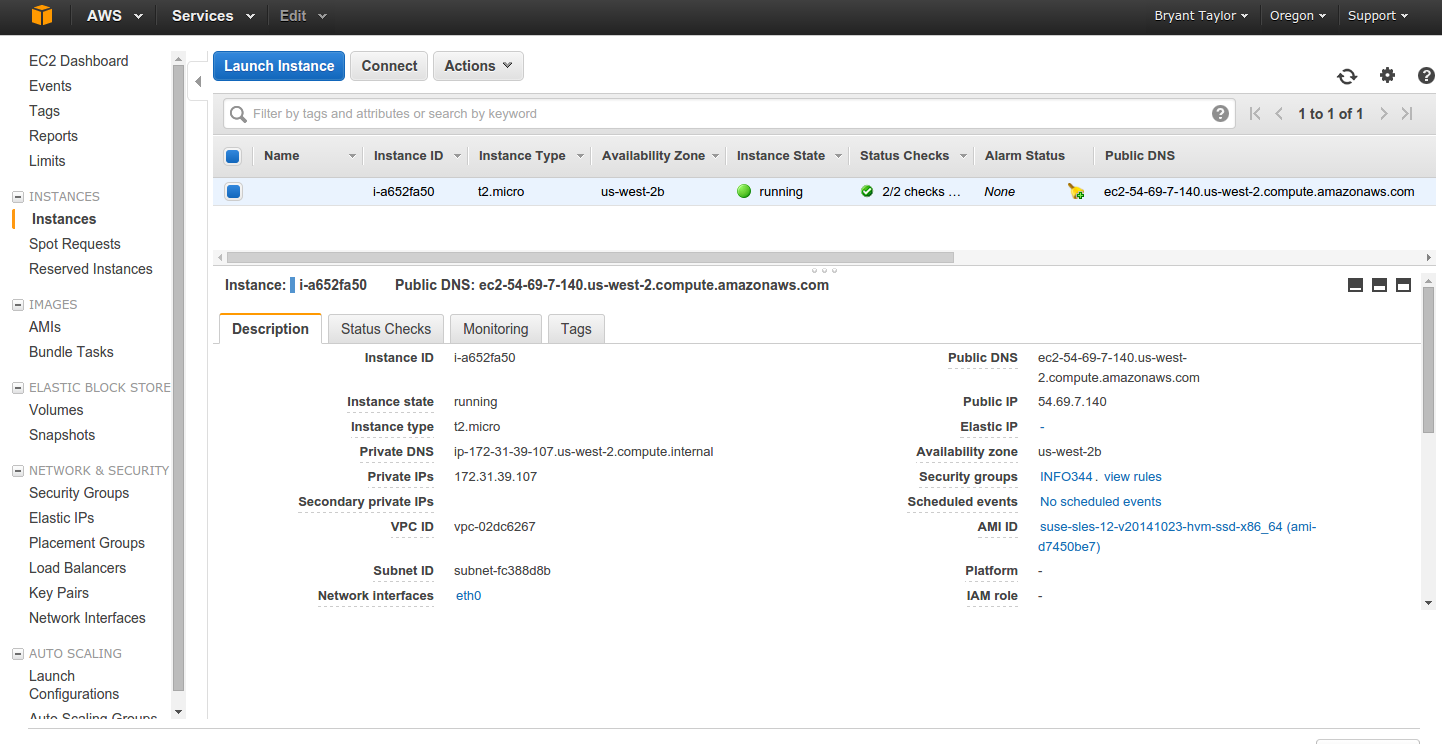 AWS Services Edit Bryant Taylor Oregon Support
EC2 Dashboard
Events
Tags
Reports
Limits
INSTANCES
Instances
Spot Requests
Reserved Instances
IMAGES
AMIs
Bundle Tasks
ELASTIC BLOCK STORE
Volumes
Snapshots
NETWORK & SECURITY
Security Groups
Elastic IPs
Placement Groups
Load Balancers
Key Pairs
Network Interfaces
AUTO SCALING
Launch
Configurations
Auto Scaling Groups
Launch Instance Connect Actions
Filter by tags and attributes or search by keyword ? 1 to 1 of 1
Name Instance ID Instance Type Availability Zone Instance State Status Checks Alarm Status Public DNS
i-a652fa50 t2.micro us-west-2b running 2/2 checks … None ec2-54-69-7-140.us-west-2.compute.amazonaws.com
Instance: i-a652fa50 Public DNS: ec2-54-69-7-140.us-west-2.compute.amazonaws.com
Description Status Checks Monitoring Tags
Instance ID i-a652fa50 Public DNS ec2-54-69-7-140.us-west-
2.compute.amazonaws.com
Instance state running Public IP 54.69.7.140
Instance type t2.micro Elastic IP -
Private DNS ip-172-31-39-107.us-west-2.compute.internal Availability zone us-west-2b
Private IPs 172.31.39.107 Security groups INFO344 . view rules
Secondary private IPs Scheduled events No scheduled events
VPC ID vpc-02dc6267 AMI ID suse-sles-12-v20141023-hvm-ssd-x86_64 (ami-
d7450be7)
Subnet ID subnet-fc388d8b Platform -
Network interfaces eth0 IAM role -